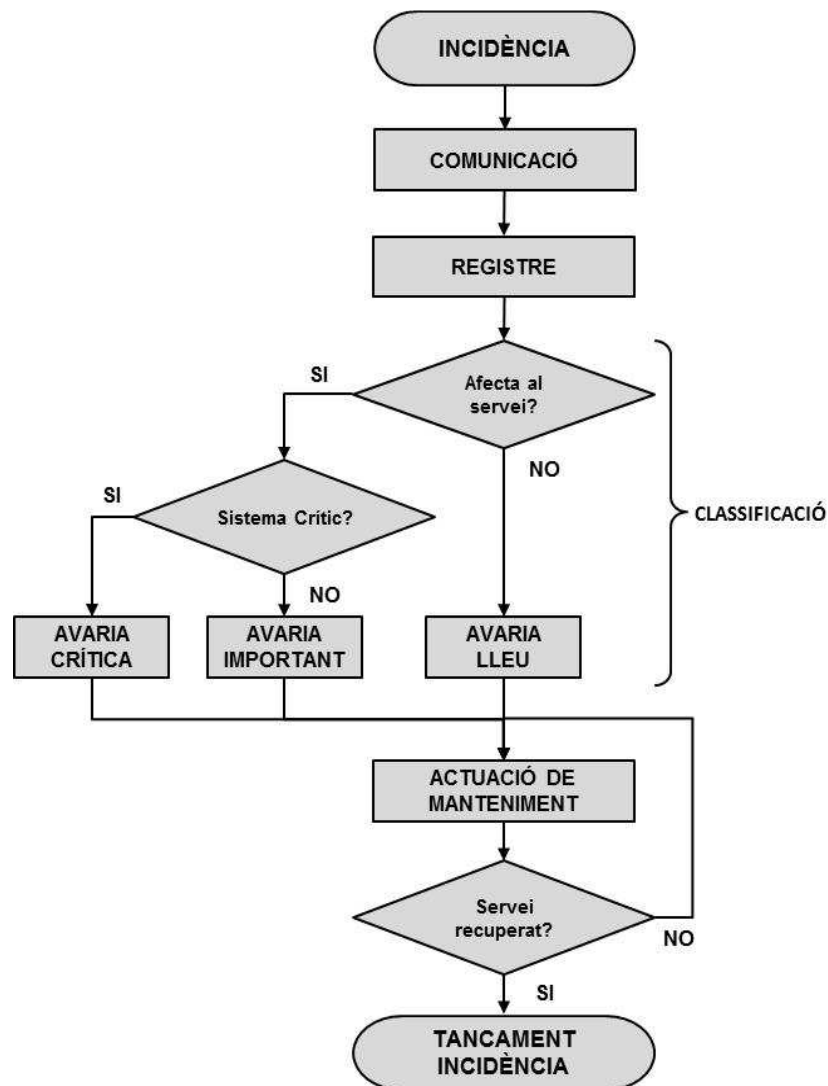 INCIDÈNCIA
COMUNICACIÓ
REGISTRE
SI
Afecta al
servei?
NO
SI
Sistema Crític?
CLASSIFICACIÓ
NO
AVARIA
CRÍTICA
AVARIA
IMPORTANT
AVARIA
LLEU
ACTUACIÓ DE
MANTENIMENT
Servei
recuperat?
NO
SI
TANCAMENT
INCIDÈNCIA